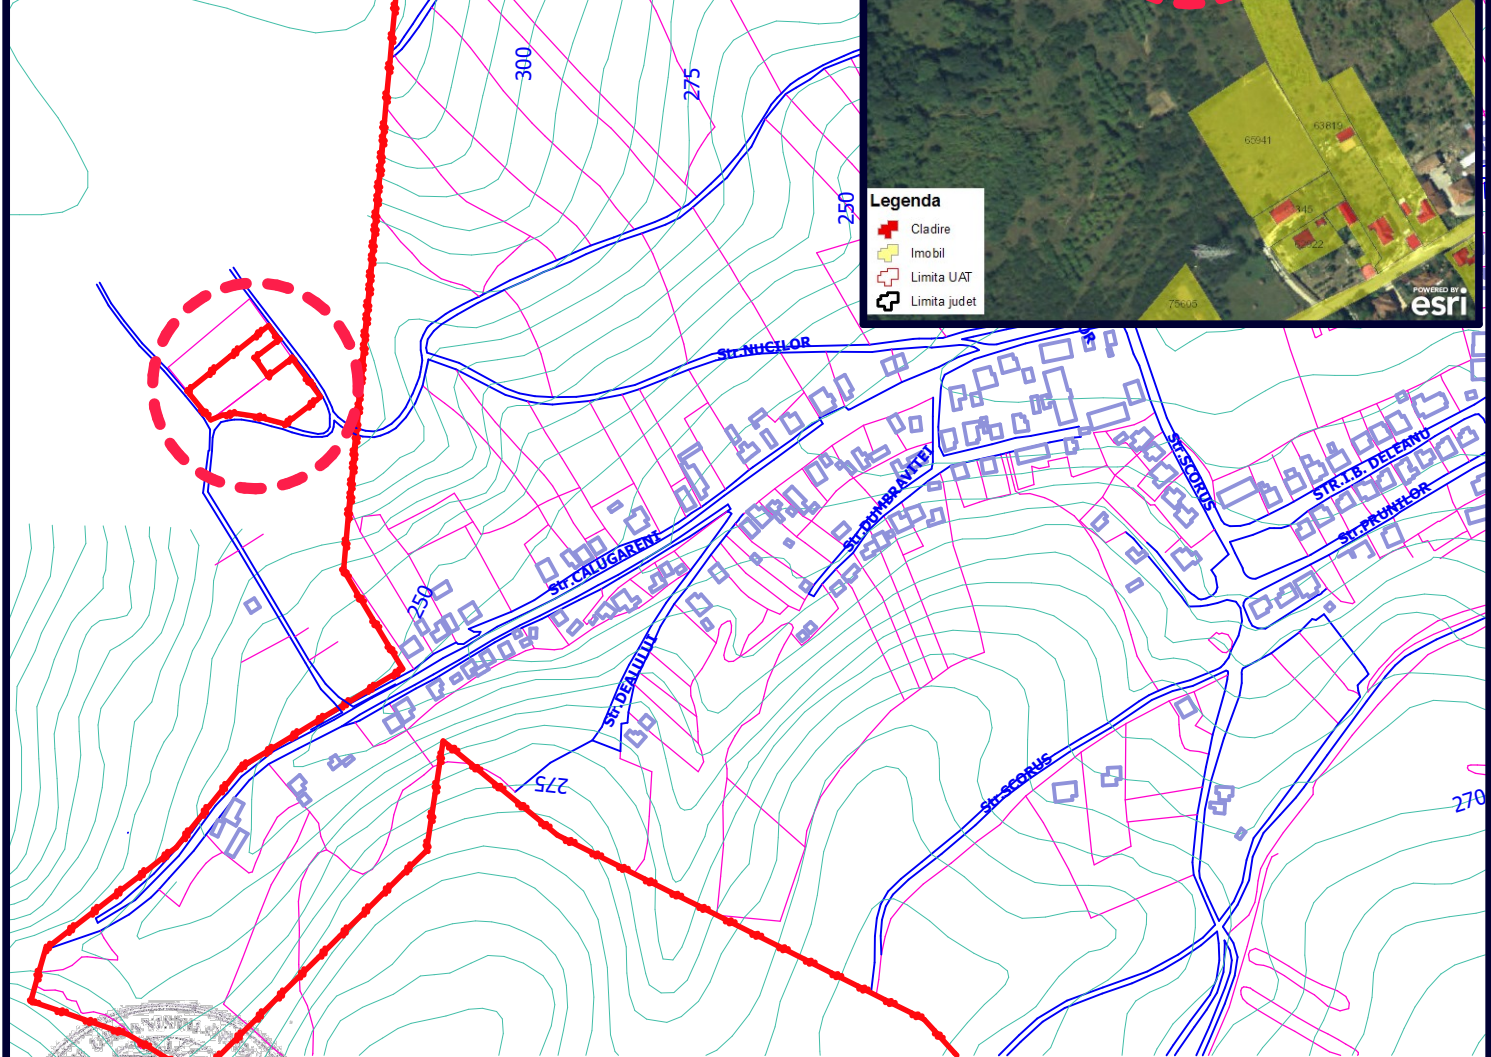 300
275
250
65941
63819
75605
Legenda
Cladire
Imobil
Limita UAT
Limita judet
POWERED BY
esri
Str.NUCILOR
OR
Str.SCORUS
STR.I.B. DELEANU
Str.PRUNILOR
Str.DUMBRAVITEI
Str.CALUGARENI
250
Str.DEALULUI
275
Str.SCORUS
270